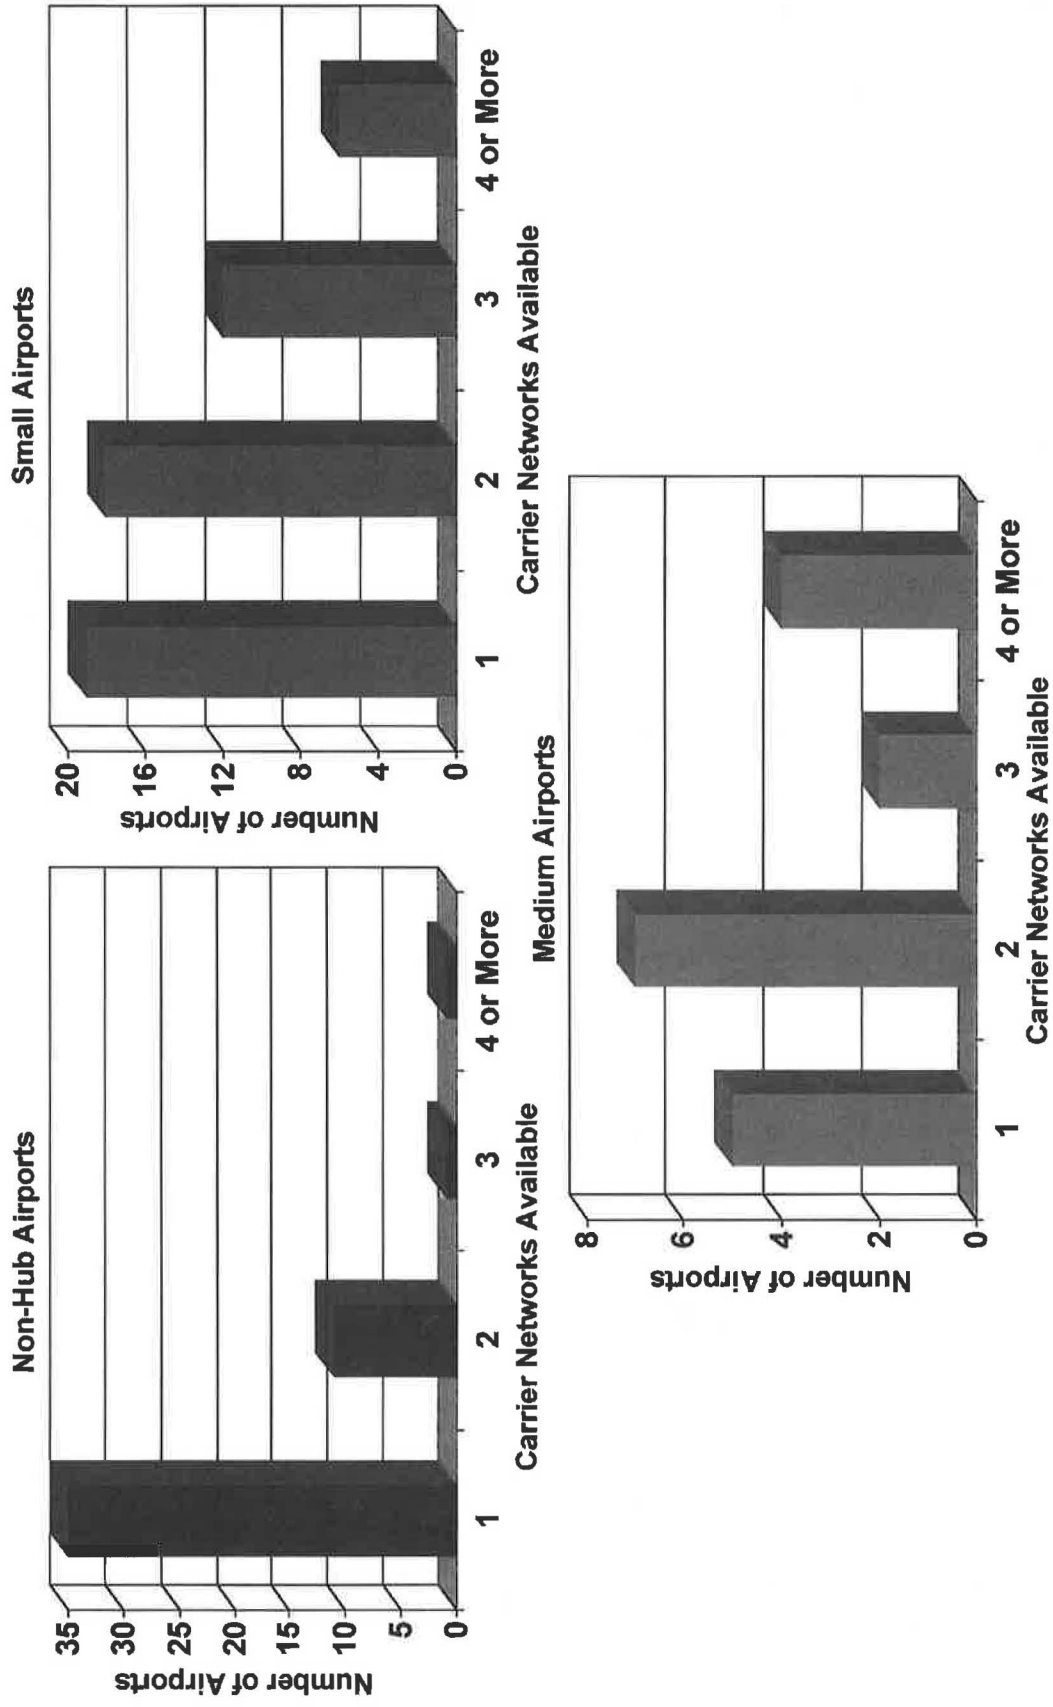 Non-Hub Airports
Number of Airports
35
30
25
20
15
10
5
0
1
2
3
4 or More
Carrier Networks Available
Small Airports
Number of Airports
20
16
12
8
4
0
1
2
3
4 or More
Carrier Networks Available
Medium Airports
Number of Airports
8
6
4
2
0
1
2
3
4 or More
Carrier Networks Available